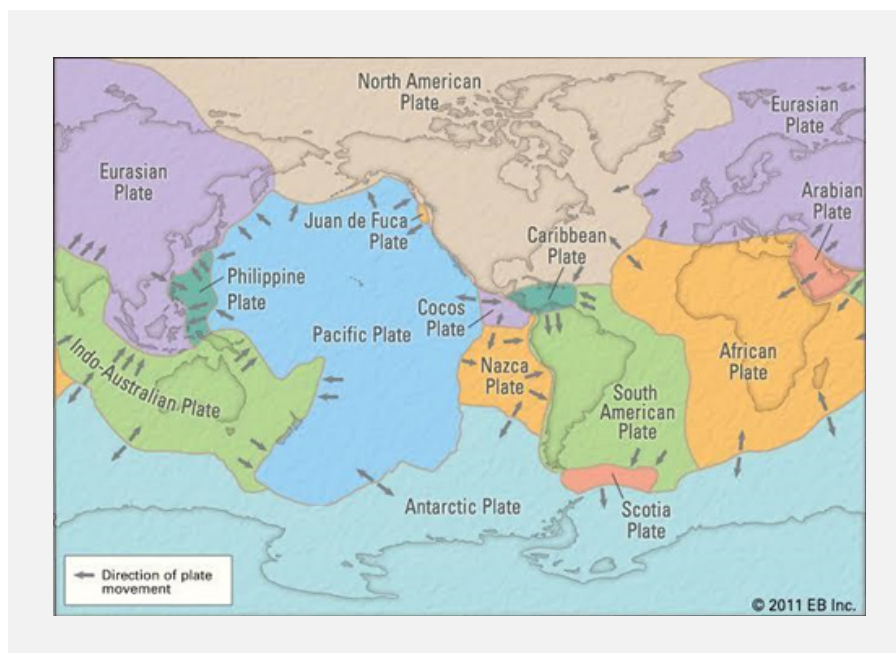 North American
Plate
Eurasian
Plate
Eurasian
Plate
Arabian
Plate
Juan de Fuca
Plate
Caribbean
Plate
Philippine
Plate
Cocos
Plate
Pacific Plate
Indo-Australian Plate
Nazca
Plate
African
Plate
South
American
Plate
Antarctic Plate
Scotia
Plate
Direction of plate
movement
© 2011 EB Inc.